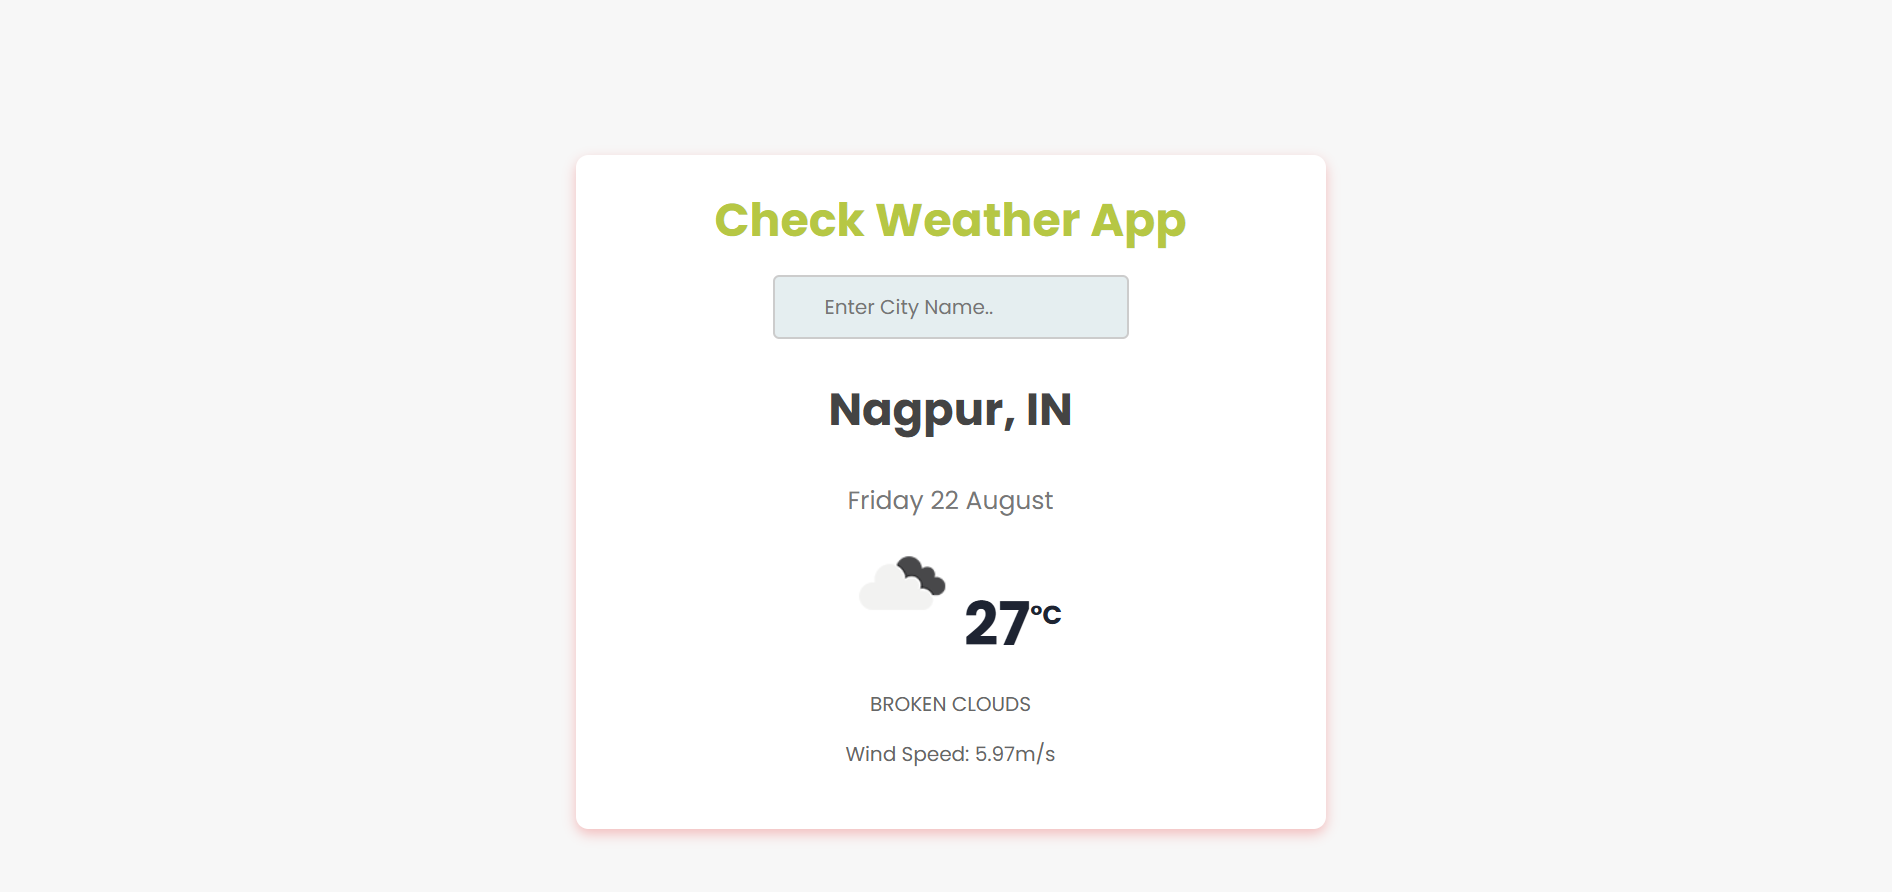 Check Weather App
Enter City Name..
Nagpur, IN
Friday 22 August
27°C
BROKEN CLOUDS
Wind Speed: 5.97m/s